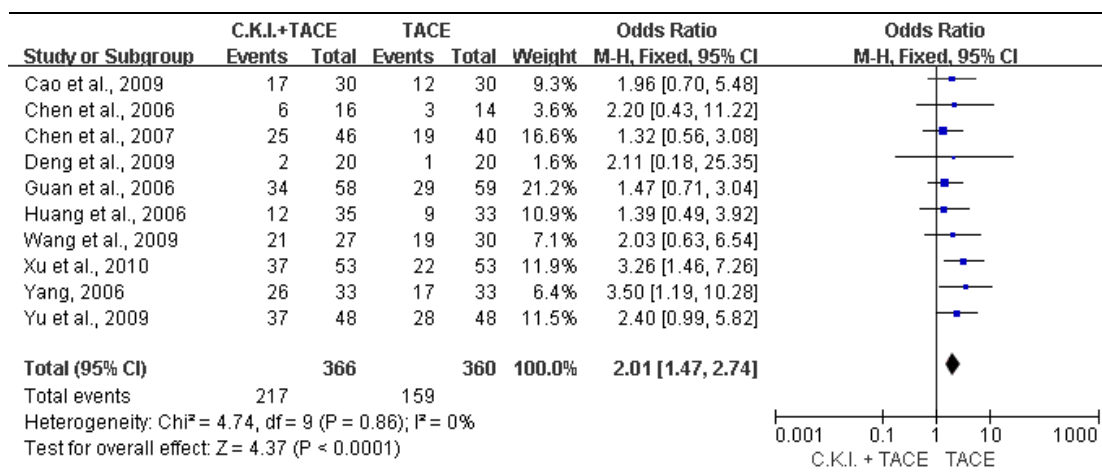 C.K.I.+TACE TACE Odds Ratio Odds Ratio
Study or Subgroup Events Total Events Total Weight M-H, Fixed, 95% CI M-H, Fixed, 95% CI
Cao et al., 2009 17 30 12 30 9.3% 1.96 [0.70, 5.48]
Chen et al., 2006 6 16 3 14 3.6% 2.20 [0.43, 11.22]
Chen et al., 2007 25 46 19 40 16.6% 1.32 [0.56, 3.08]
Deng et al., 2009 2 20 1 20 1.6% 2.11 [0.18, 25.35]
Guan et al., 2006 34 58 29 59 21.2% 1.47 [0.71, 3.04]
Huang et al., 2006 12 35 9 33 10.9% 1.39 [0.49, 3.92]
Wang et al., 2009 21 27 19 30 7.1% 2.03 [0.63, 6.54]
Xu et al., 2010 37 53 22 53 11.9% 3.26 [1.46, 7.26]
Yang, 2006 26 33 17 33 6.4% 3.50 [1.19, 10.28]
Yu et al., 2009 37 48 28 48 11.5% 2.40 [0.99, 5.82]
Total (95% CI) 366 360 100.0% 2.01 [1.47, 2.74]
Total events 217 159
Heterogeneity: Chi² = 4.74, df = 9 (P = 0.86); I² = 0%
Test for overall effect: Z = 4.37 (P < 0.0001)
0.001 0.1 1 10 1000
C.K.I. + TACE TACE